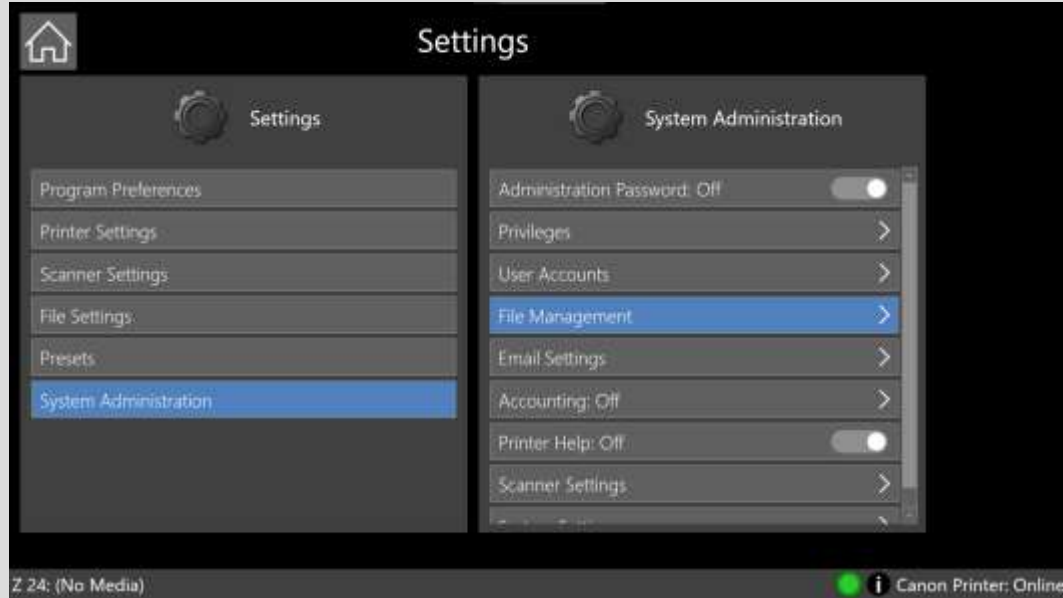 Settings
Settings
Program Preferences
Printer Settings
Scanner Settings
File Settings
Presets
System Administration
System Administration
Administration Password: Off
Privileges
User Accounts
File Management
Email Settings
Accounting: Off
Printer Help: Off
Scanner Settings
Z 24: (No Media)
Canon Printer: Online